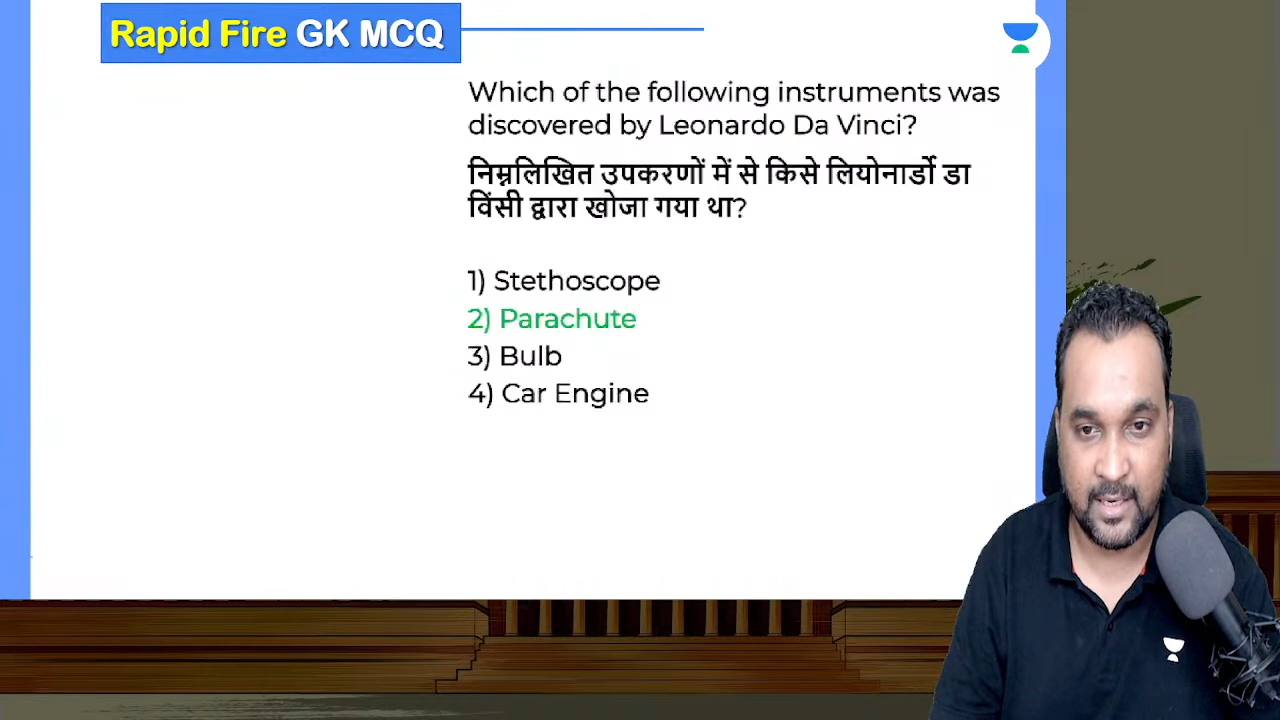 Rapid Fire GK MCQ
Which of the following instruments was
discovered by Leonardo Da Vinci?
निम्नलिखित उपकरणों में से किसे लियोनार्डो डा
विंसी द्वारा खोजा गया था?
1) Stethoscope
2) Parachute
3) Bulb
4) Car Engine